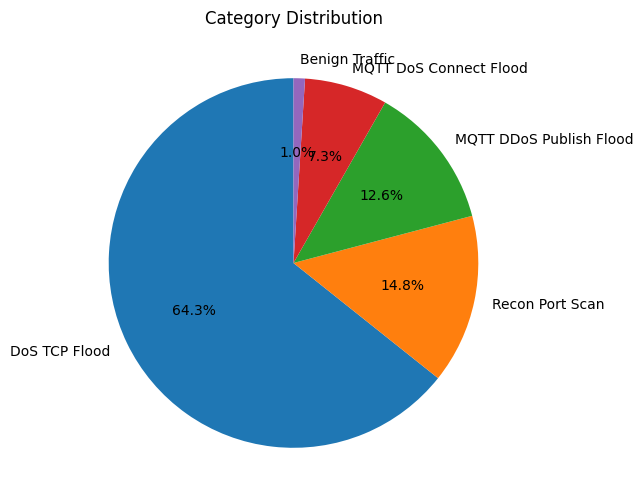 Category Distribution
Benign Traffic
MQTT DoS Connect Flood
MQTT DDoS Publish Flood
1.0%
7.3%
12.6%
14.8%
Recon Port Scan
64.3%
DoS TCP Flood